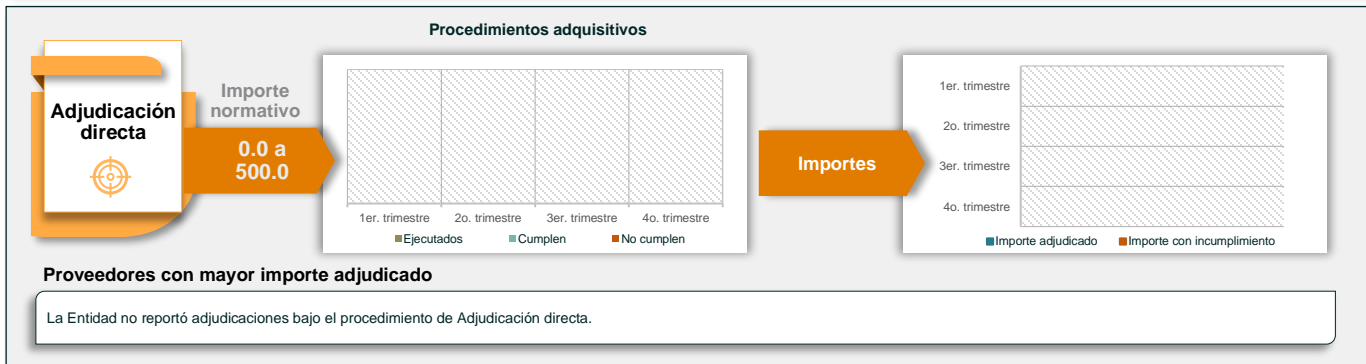 Procedimientos adquisitivos
Adjudicación
directa
Importe
normativo
0.0 a
500.0
1er. trimestre
2o. trimestre
3er. trimestre
4o. trimestre
Ejecutados
Cumplen
No cumplen
Importes
1er. trimestre
2o. trimestre
3er. trimestre
4o. trimestre
Importe adjudicado
Importe con incumplimiento
Proveedores con mayor importe adjudicado
La Entidad no reportó adjudicaciones bajo el procedimiento de Adjudicación directa.